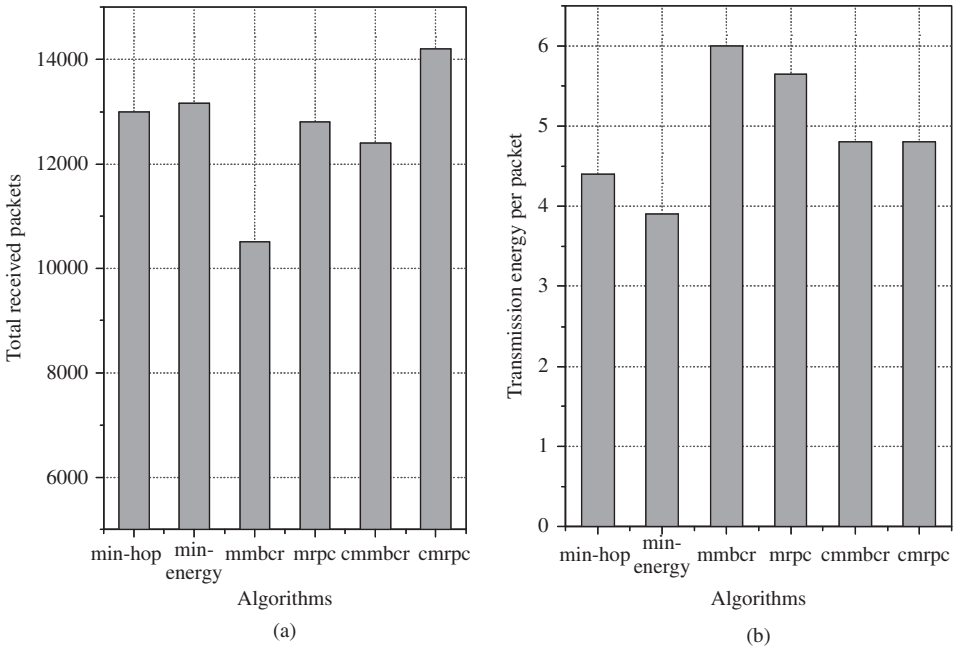 Total received packets
14000
12000
10000
8000
6000
min-hop
min-
energy
mmbcr
mrpc
cmmbcr
cmrpc
Algorithms
(a)
Transmission energy per packet
6
5
4
3
2
1
0
min-hop
min-
energy
mmbcr
mrpc
cmmbcr
cmrpc
Algorithms
(b)